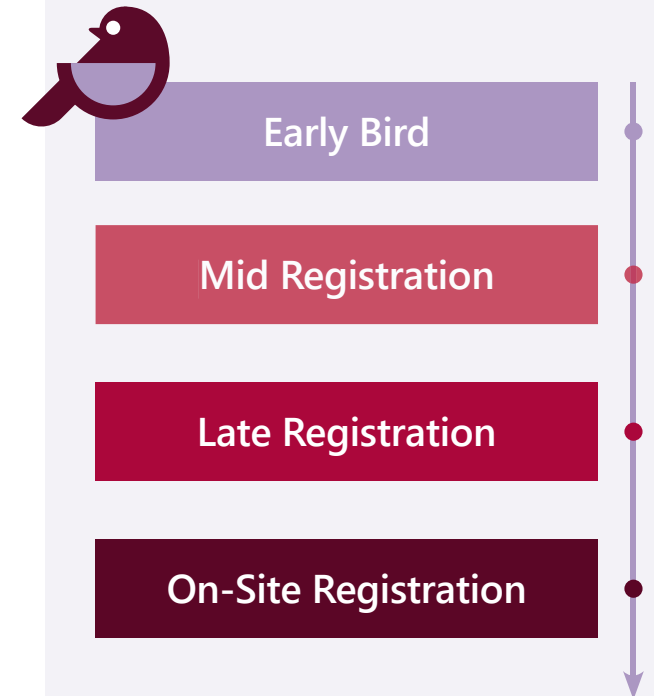 Early Bird
Mid Registration
Late Registration
On-Site Registration